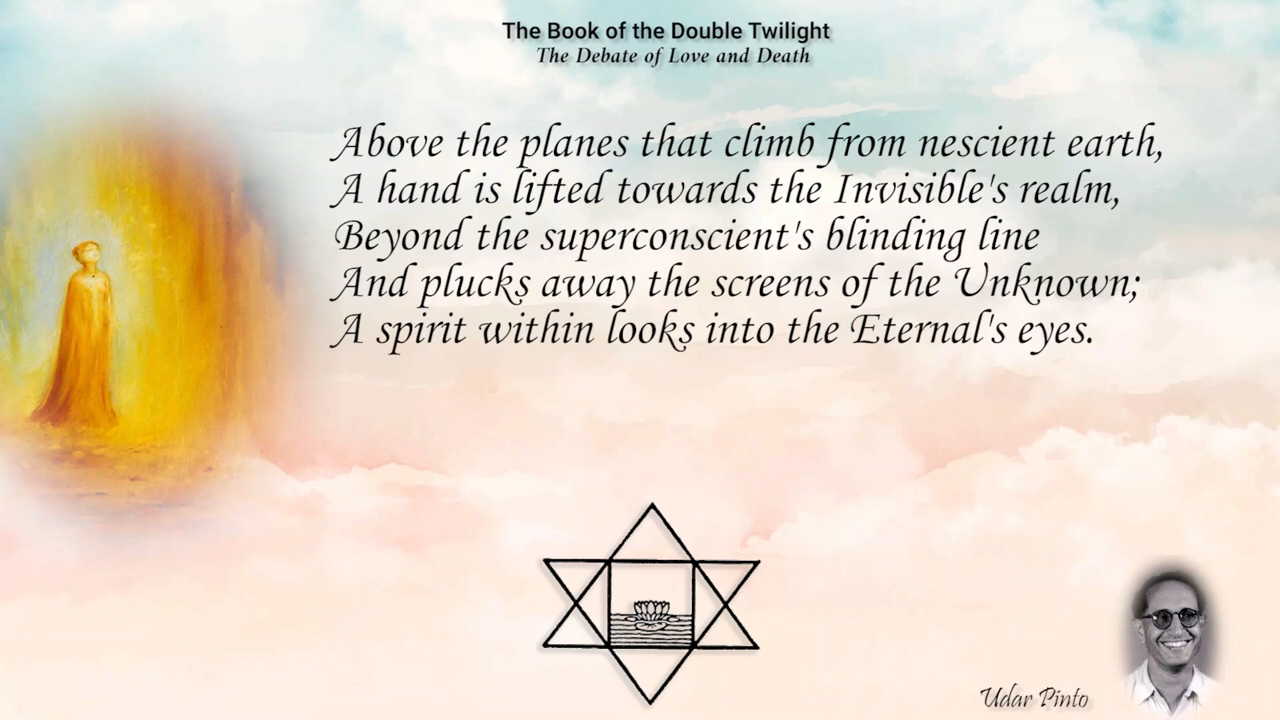 The Book of the Double Twilight
The Debate of Love and Death
Above the planes that climb from nescient earth,
A hand is lifted towards the Invisible's realm,
Beyond the superconscient's blinding line
And plucks away the screens of the Unknown;
A spirit within looks into the Eternal's eyes.
Udar Pinto